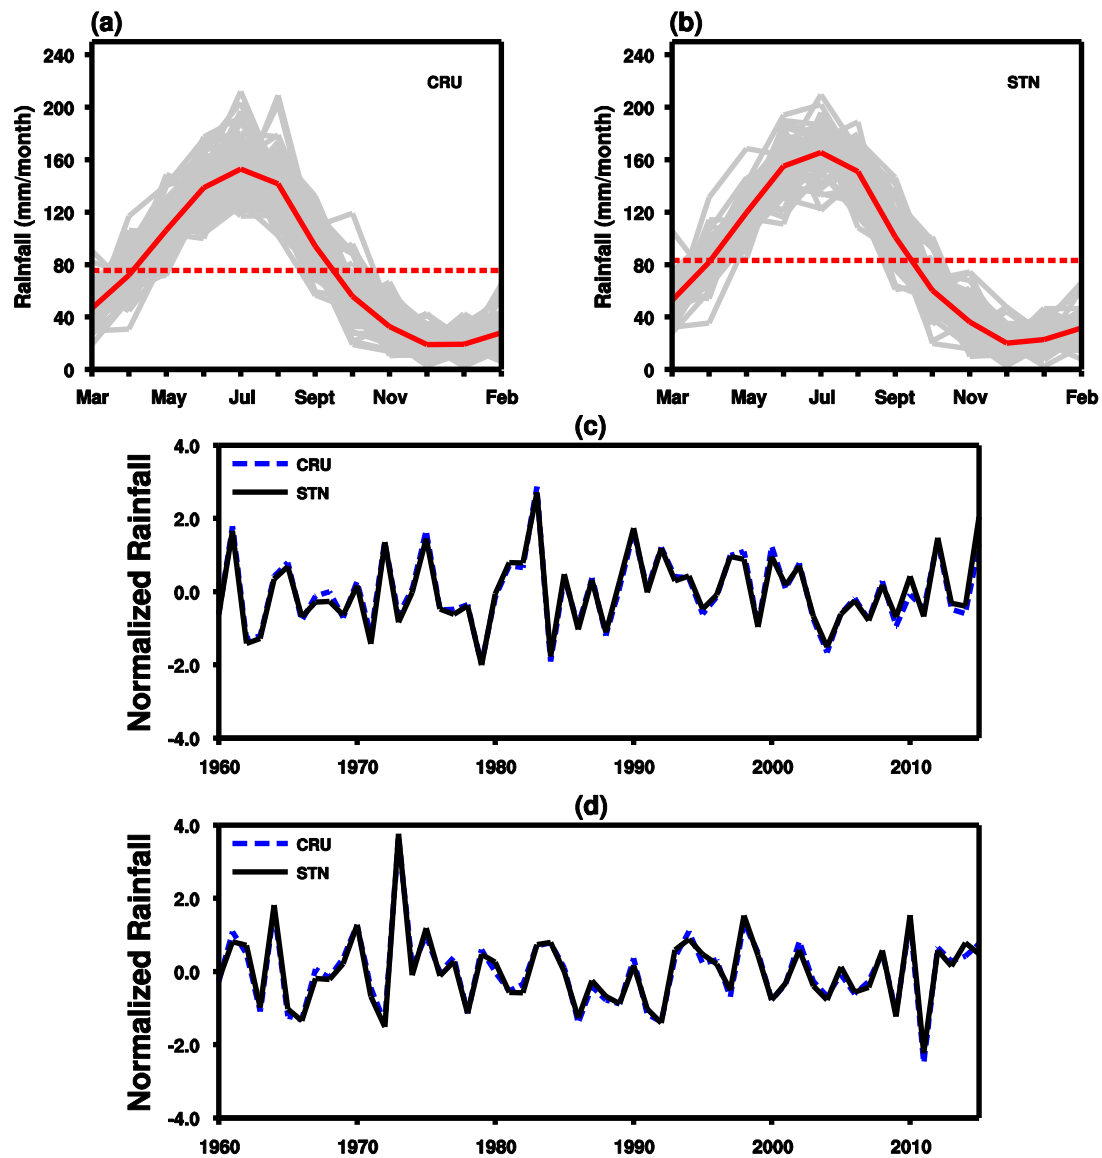 (a)
240
200
160
120
80
40
0
Rainfall (mm/month)
CRU
Mar May Jul Sept Nov Feb
(b)
240
200
160
120
80
40
0
Rainfall (mm/month)
STN
Mar May Jul Sept Nov Feb
(c)
4.0
2.0
0.0
-2.0
-4.0
Normalized Rainfall
CRU
STN
1960 1970 1980 1990 2000 2010
(d)
4.0
2.0
0.0
-2.0
-4.0
Normalized Rainfall
CRU
STN
1960 1970 1980 1990 2000 2010